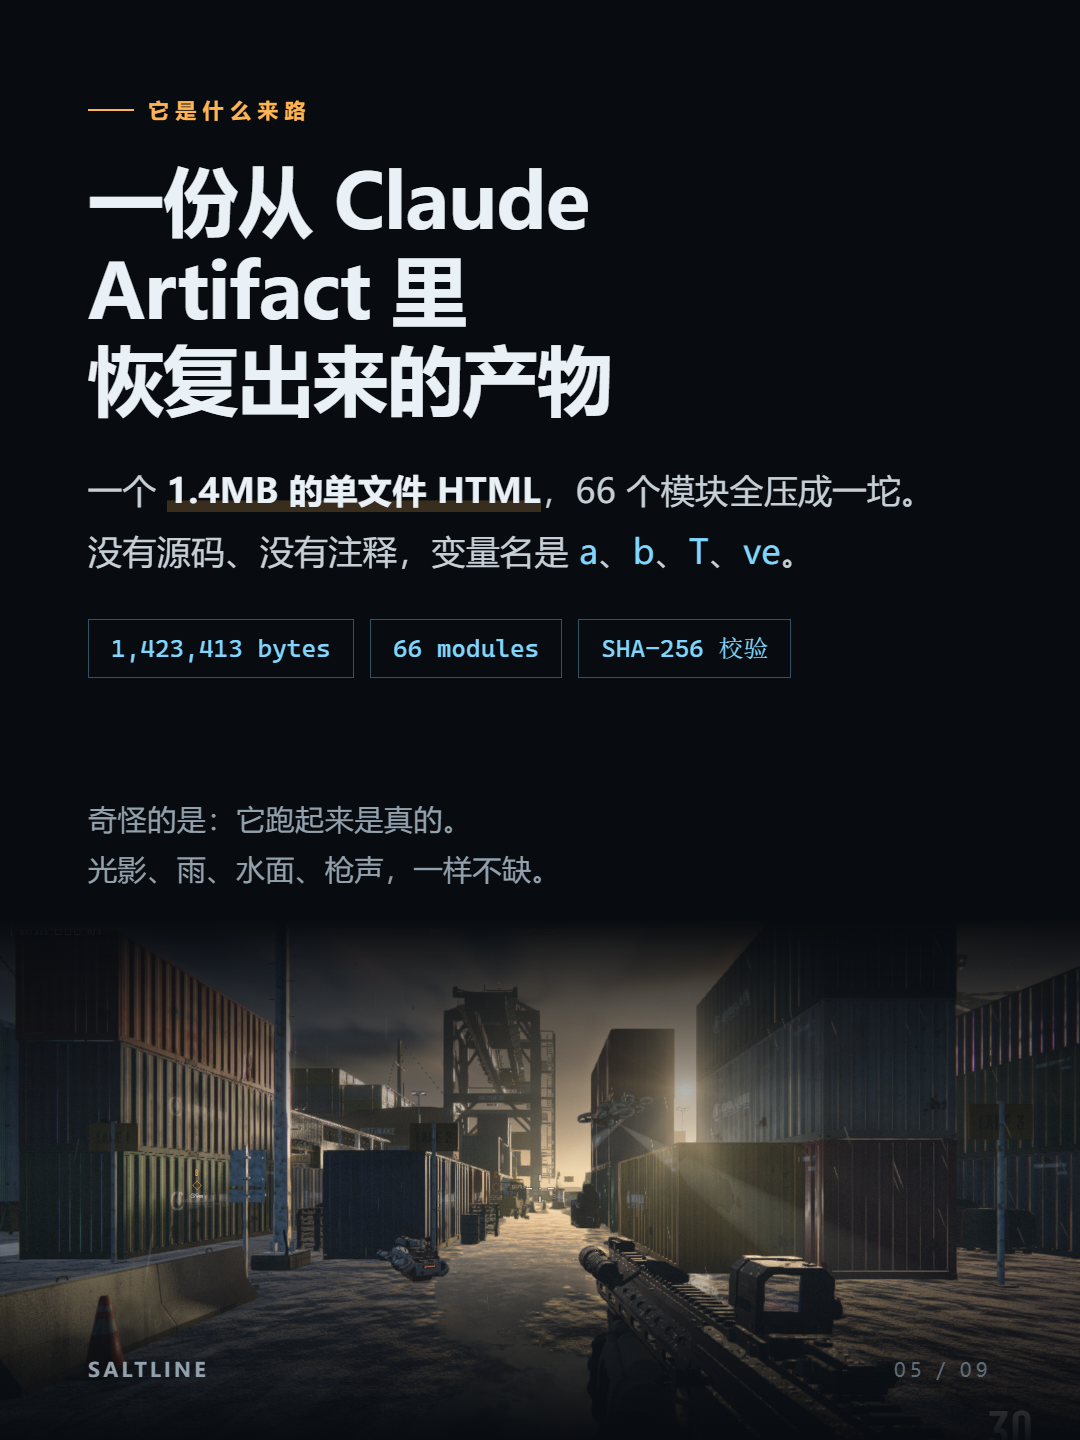 它是什么来路
一份从 Claude
Artifact 里
恢复出来的产物
一个 1.4MB 的单文件 HTML，66 个模块全压成一坨。
没有源码、没有注释，变量名是 a、b、T、ve。
1,423,413 bytes
66 modules
SHA-256 校验
奇怪的是：它跑起来是真的。
光影、雨、水面、枪声，一样不缺。
SALTLINE
05 / 09
30